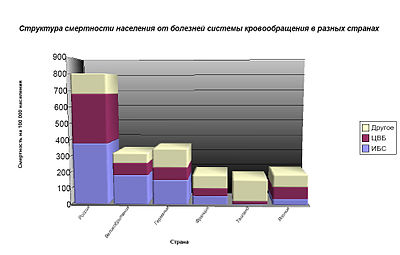 Структура смертности населения от болезней системы кровообращения в разных странах
900
800
700
600
500
400
300
200
100
0
Смертность на 100 000 населения
Россия
Великобритания
Германия
Франция
Таиланд
Япония
Страна
Другое
ЦВБ
ИБС